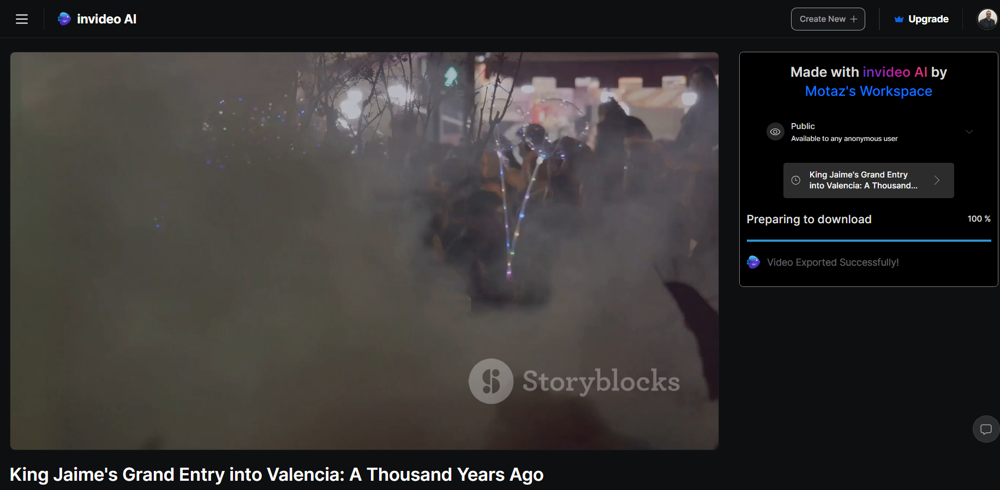 invideo AI
Create New
Upgrade
Storyblocks
King Jaime's Grand Entry into Valencia: A Thousand Years Ago
Made with invideo AI by
Motaz's Workspace
Public
Available to any anonymous user
King Jaime's Grand Entry
into Valencia: A Thousand...
Preparing to download
100 %
Video Exported Successfully!